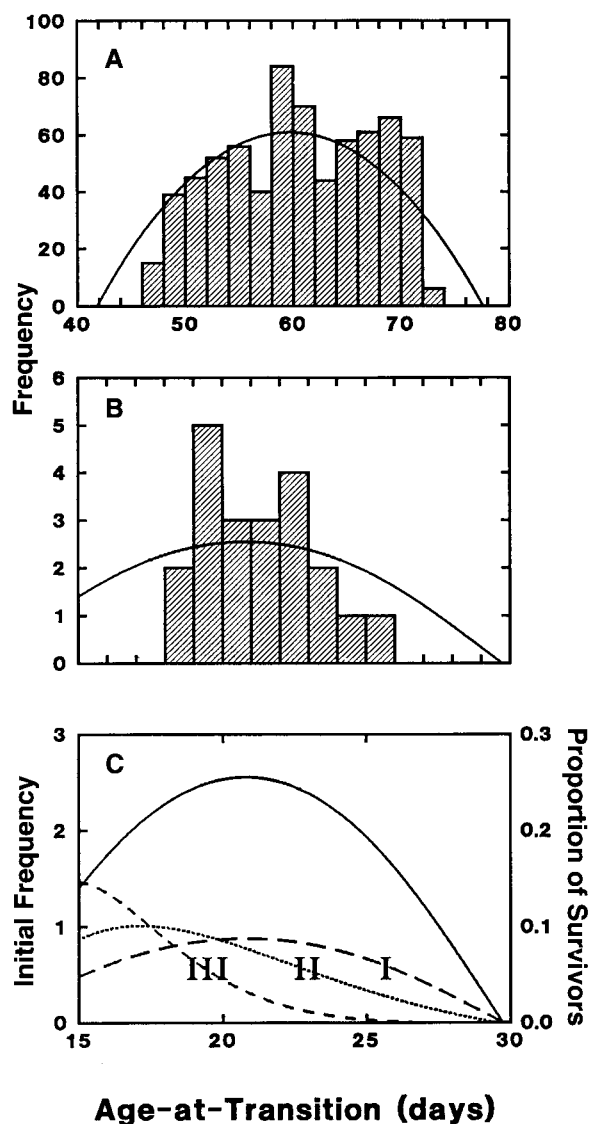 100
A
80
60
40
20
0
40 50 60 70 80
Frequency
6
B
5
4
3
2
1
0
3 0.3
C
2 0.2
1 0.1
III II I
0 0.0
15 20 25 30
Initial Frequency
Proportion of Survivors
Age-at-Transition (days)